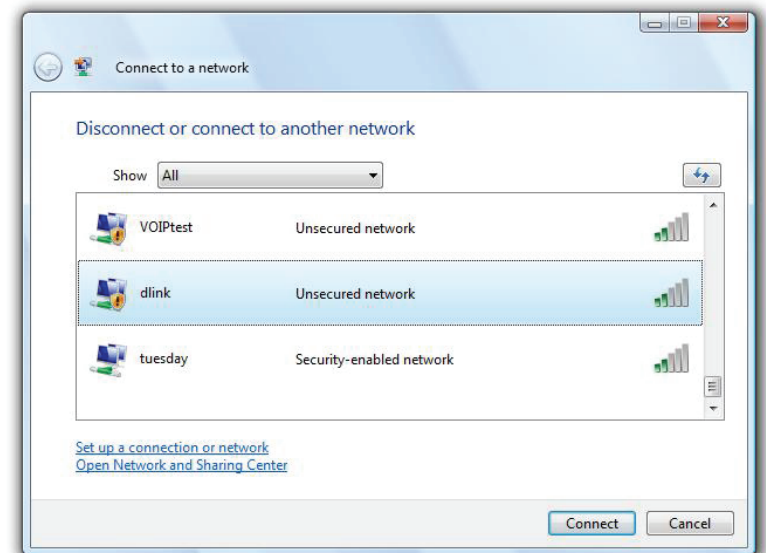 Connect to a network
Disconnect or connect to another network
Show All
VOIPtest Unsecured network
dlink Unsecured network
tuesday Security-enabled network
Set up a connection or network
Open Network and Sharing Center
Connect Cancel